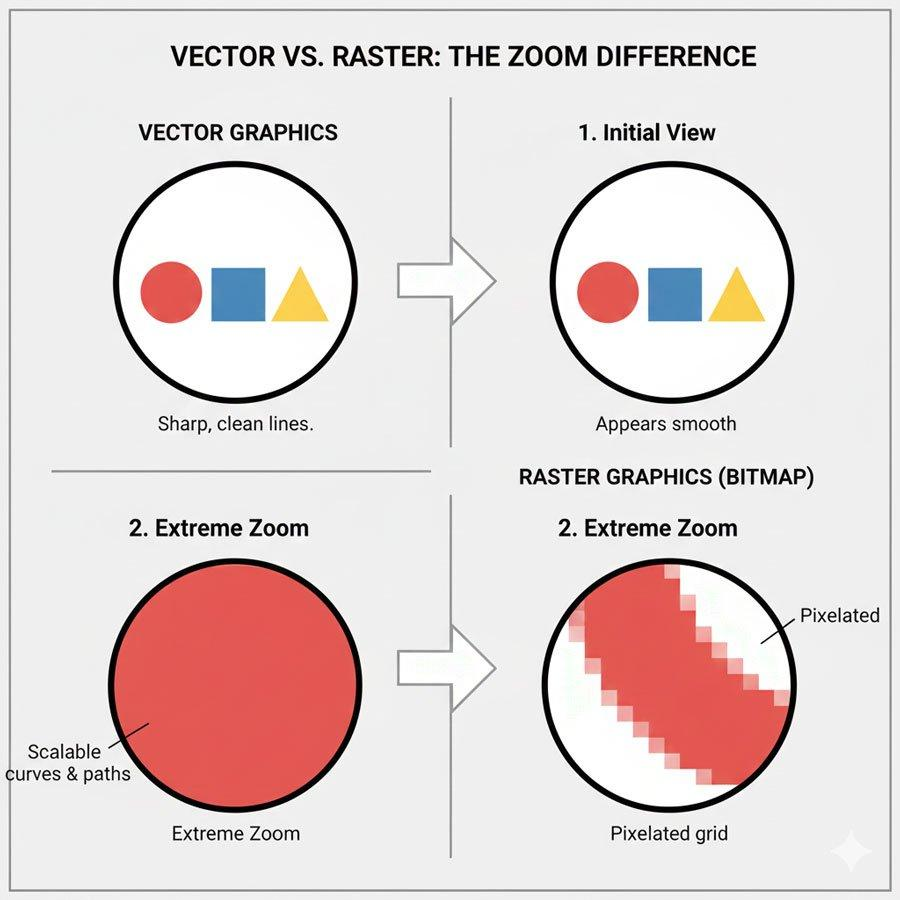 VECTOR VS. RASTER: THE ZOOM DIFFERENCE
VECTOR GRAPHICS
1. Initial View
Sharp, clean lines.
Appears smooth
RASTER GRAPHICS (BITMAP)
2. Extreme Zoom
2. Extreme Zoom
Pixelated
Scalable
curves & paths
Extreme Zoom
Pixelated grid